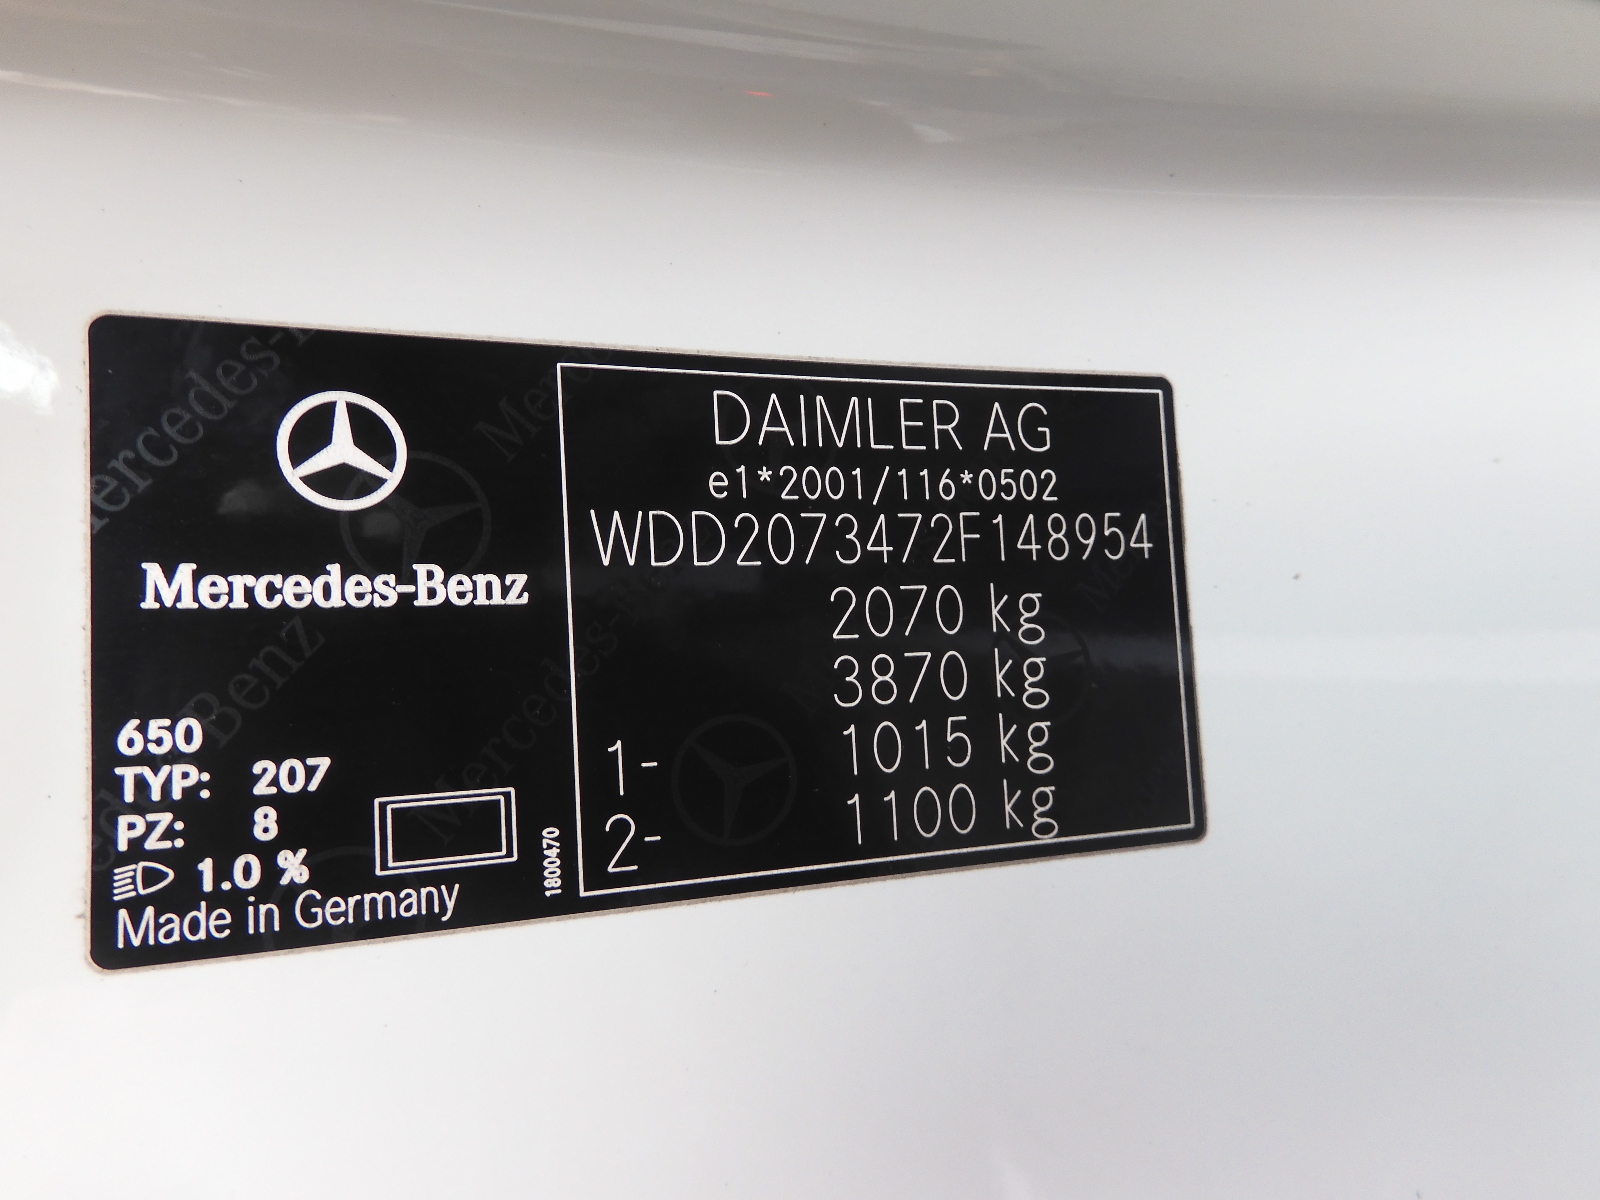 Mercedes-Benz
650
TYP: 207
PZ: 8
1.0 %
Made in Germany
1800470
DAIMLER AG
e1*2001/116*0502
WDD2073472F148954
2070 kg
3870 kg
1- 1015 kg
2- 1100 kg